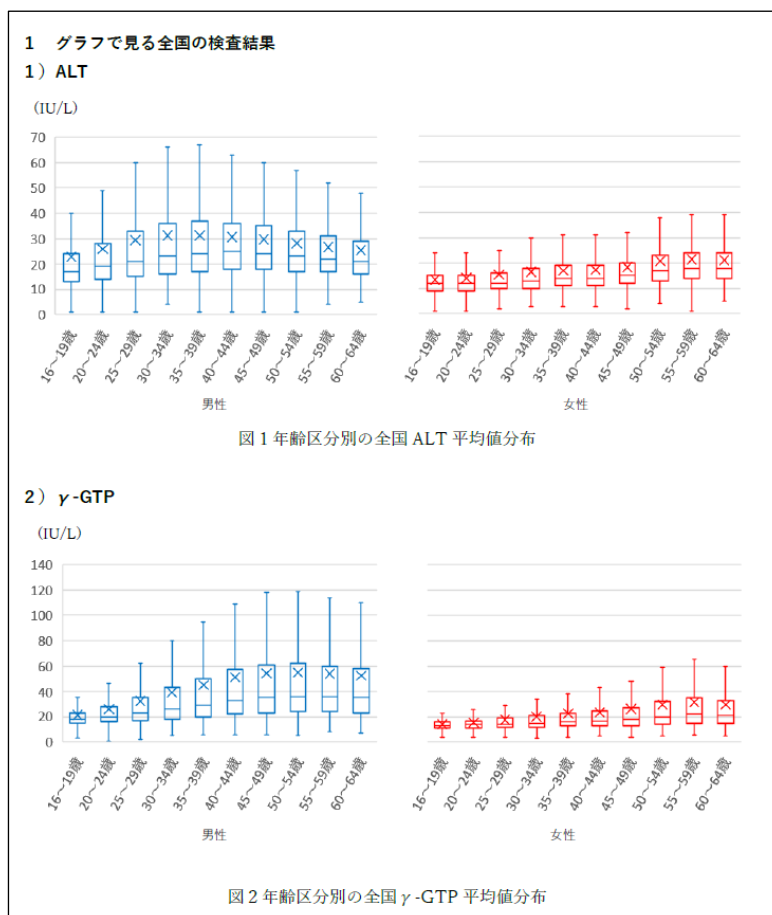 1 グラフで見る全国の検査結果
1）ALT
(IU/L)
70
60
50
40
30
20
10
0
16～19歳
20～24歳
25～29歳
30～34歳
35～39歳
40～44歳
45～49歳
50～54歳
55～59歳
60～64歳
16～19歳
20～24歳
25～29歳
30～34歳
35～39歳
40～44歳
45～49歳
50～54歳
55～59歳
60～64歳
男性
女性
図1年齢区分別の全国 ALT 平均値分布
2）γ-GTP
(IU/L)
140
120
100
80
60
40
20
0
16～19歳
20～24歳
25～29歳
30～34歳
35～39歳
40～44歳
45～49歳
50～54歳
55～59歳
60～64歳
16～19歳
20～24歳
25～29歳
30～34歳
35～39歳
40～44歳
45～49歳
50～54歳
55～59歳
60～64歳
男性
女性
図2年齢区分別の全国γ-GTP 平均値分布